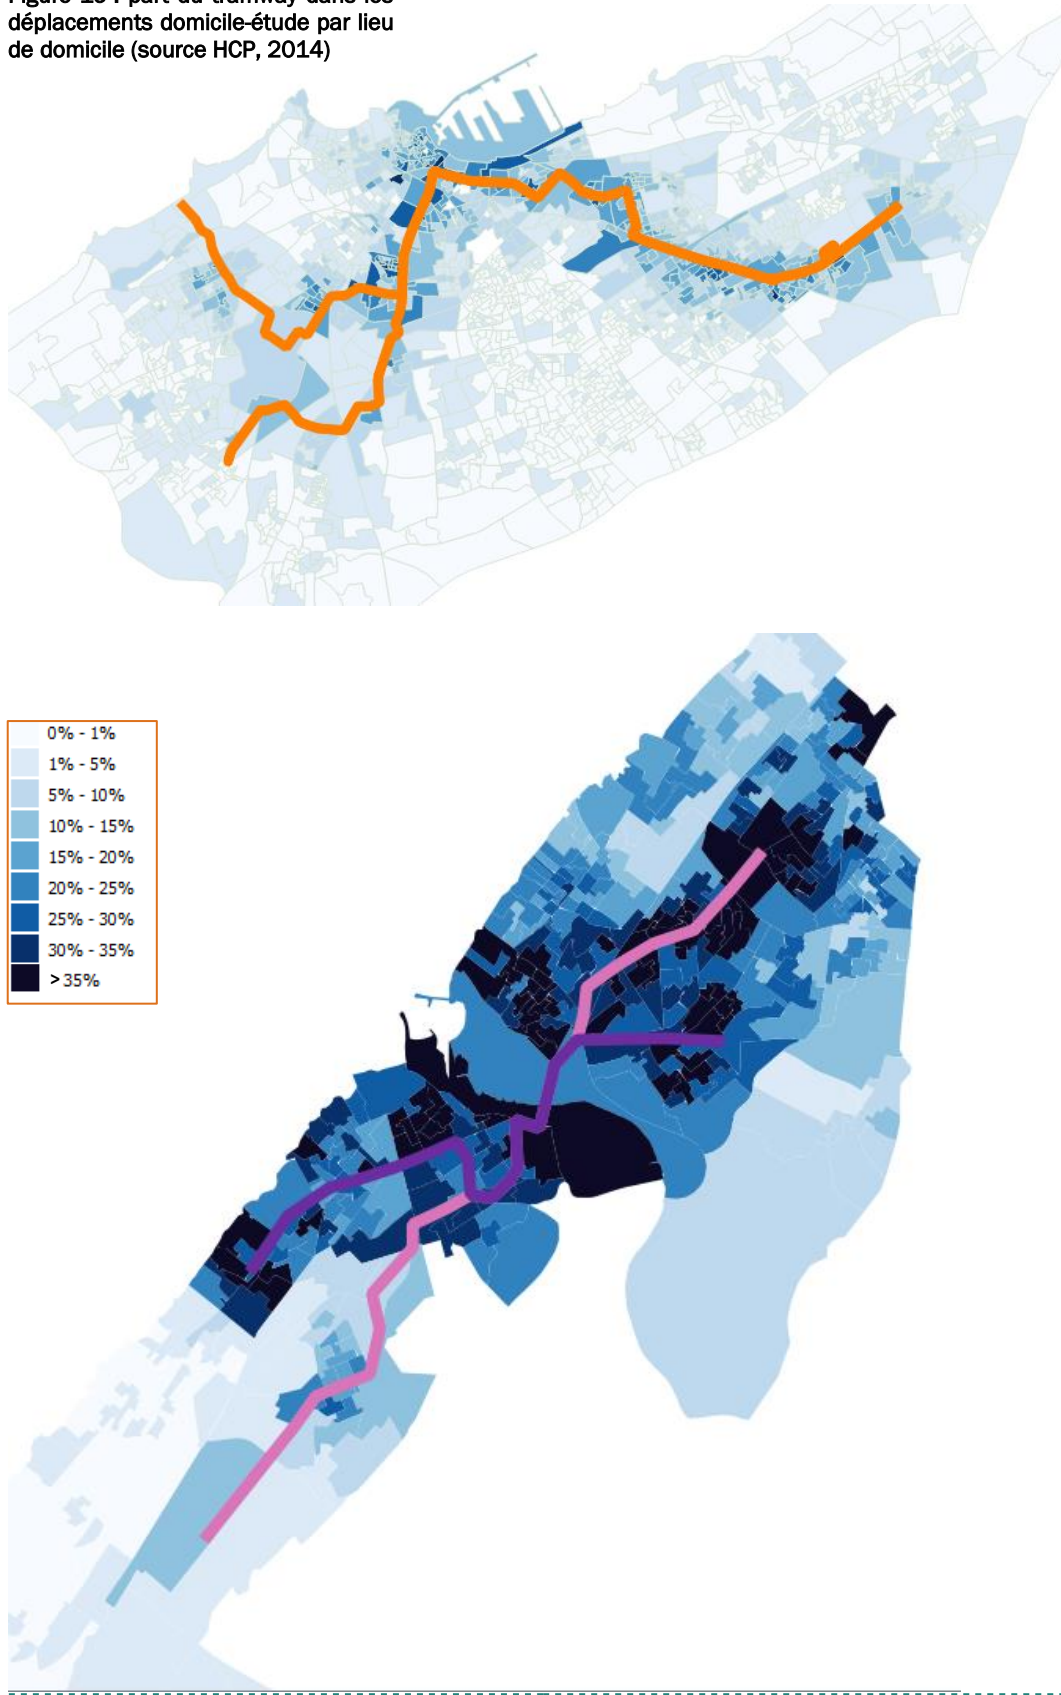 déplacements domicile-étude par lieu
de domicile (source HCP, 2014)
0% - 1%
1% - 5%
5% - 10%
10% - 15%
15% - 20%
20% - 25%
25% - 30%
30% - 35%
> 35%